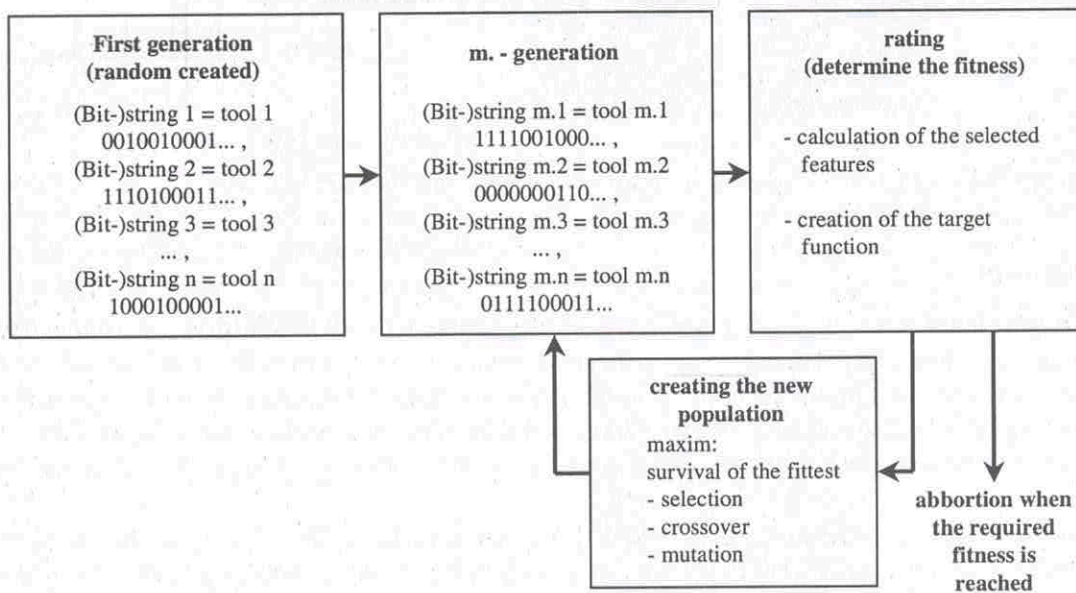 First generation
(random created)
(Bit-)string 1 = tool 1
0010010001... ,
(Bit-)string 2 = tool 2
1110100011... ,
(Bit-)string 3 = tool 3
... ,
(Bit-)string n = tool n
1000100001...
m. - generation
(Bit-)string m.1 = tool m.1
1111001000... ,
(Bit-)string m.2 = tool m.2
0000000110... ,
(Bit-)string m.3 = tool m.3
... ,
(Bit-)string m.n = tool m.n
0111100011...
rating
(determine the fitness)
- calculation of the selected
features
- creation of the target
function
creating the new
population
maxim:
survival of the fittest
- selection
- crossover
- mutation
abbortion when
the required
fitness is
reached